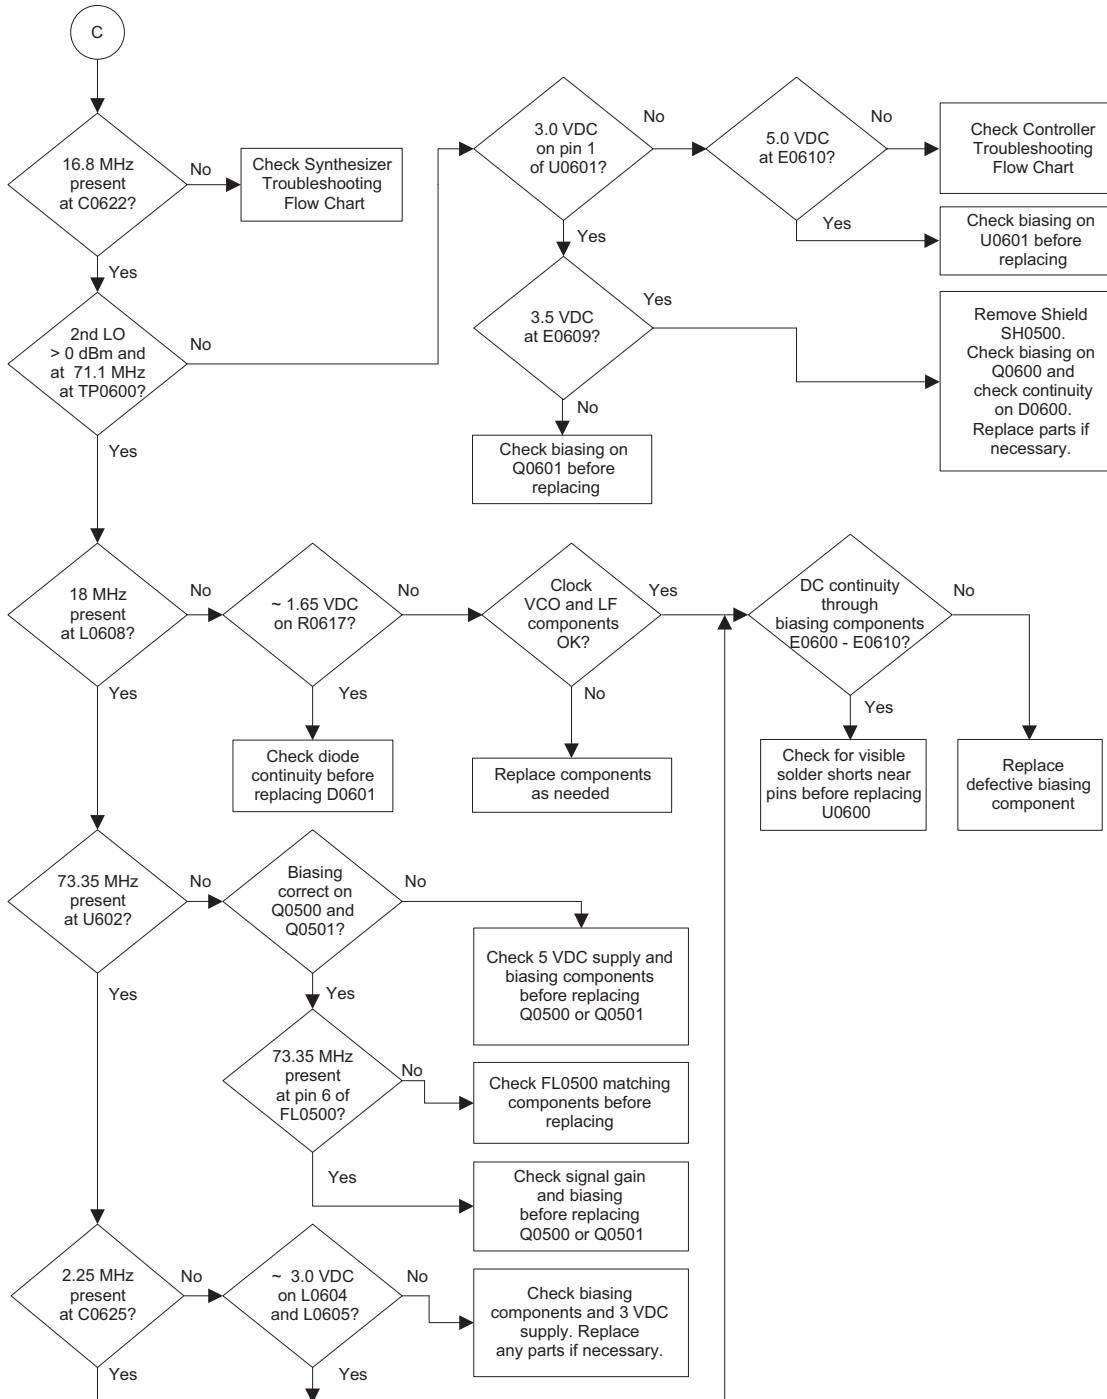 C
16.8 MHz
present
at C0622?
No
Check Synthesizer
Troubleshooting
Flow Chart
Yes
3.0 VDC
on pin 1
of U0601?
No
5.0 VDC
at E0610?
No
Check Controller
Troubleshooting
Flow Chart
Yes
Check biasing on
U0601 before
replacing
Yes
2nd LO
> 0 dBm and
at 71.1 MHz
at TP0600?
No
3.5 VDC
at E0609?
Yes
Remove Shield
SH0500.
Check biasing on
Q0600 and
check continuity
on D0600.
Replace parts if
necessary.
No
Check biasing on
Q0601 before
replacing
Yes
18 MHz
present
at L0608?
No
~ 1.65 VDC
on R0617?
No
Clock
VCO and LF
components
OK?
Yes
DC continuity
through
biasing components
E0600 - E0610?
No
Yes
Yes
No
Yes
Check diode
continuity before
replacing D0601
Replace components
as needed
Check for visible
solder shorts near
pins before replacing
U0600
Replace
defective biasing
component
73.35 MHz
present
at U602?
No
Biasing
correct on
Q0500 and
Q0501?
No
Check 5 VDC supply and
biasing components
before replacing
Q0500 or Q0501
Yes
Yes
73.35 MHz
present
at pin 6 of
FL0500?
No
Check FL0500 matching
components before
replacing
Yes
Check signal gain
and biasing
before replacing
Q0500 or Q0501
2.25 MHz
present
at C0625?
No
~ 3.0 VDC
on L0604
and L0605?
No
Check biasing
components and 3 VDC
supply. Replace
any parts if necessary.
Yes
Yes